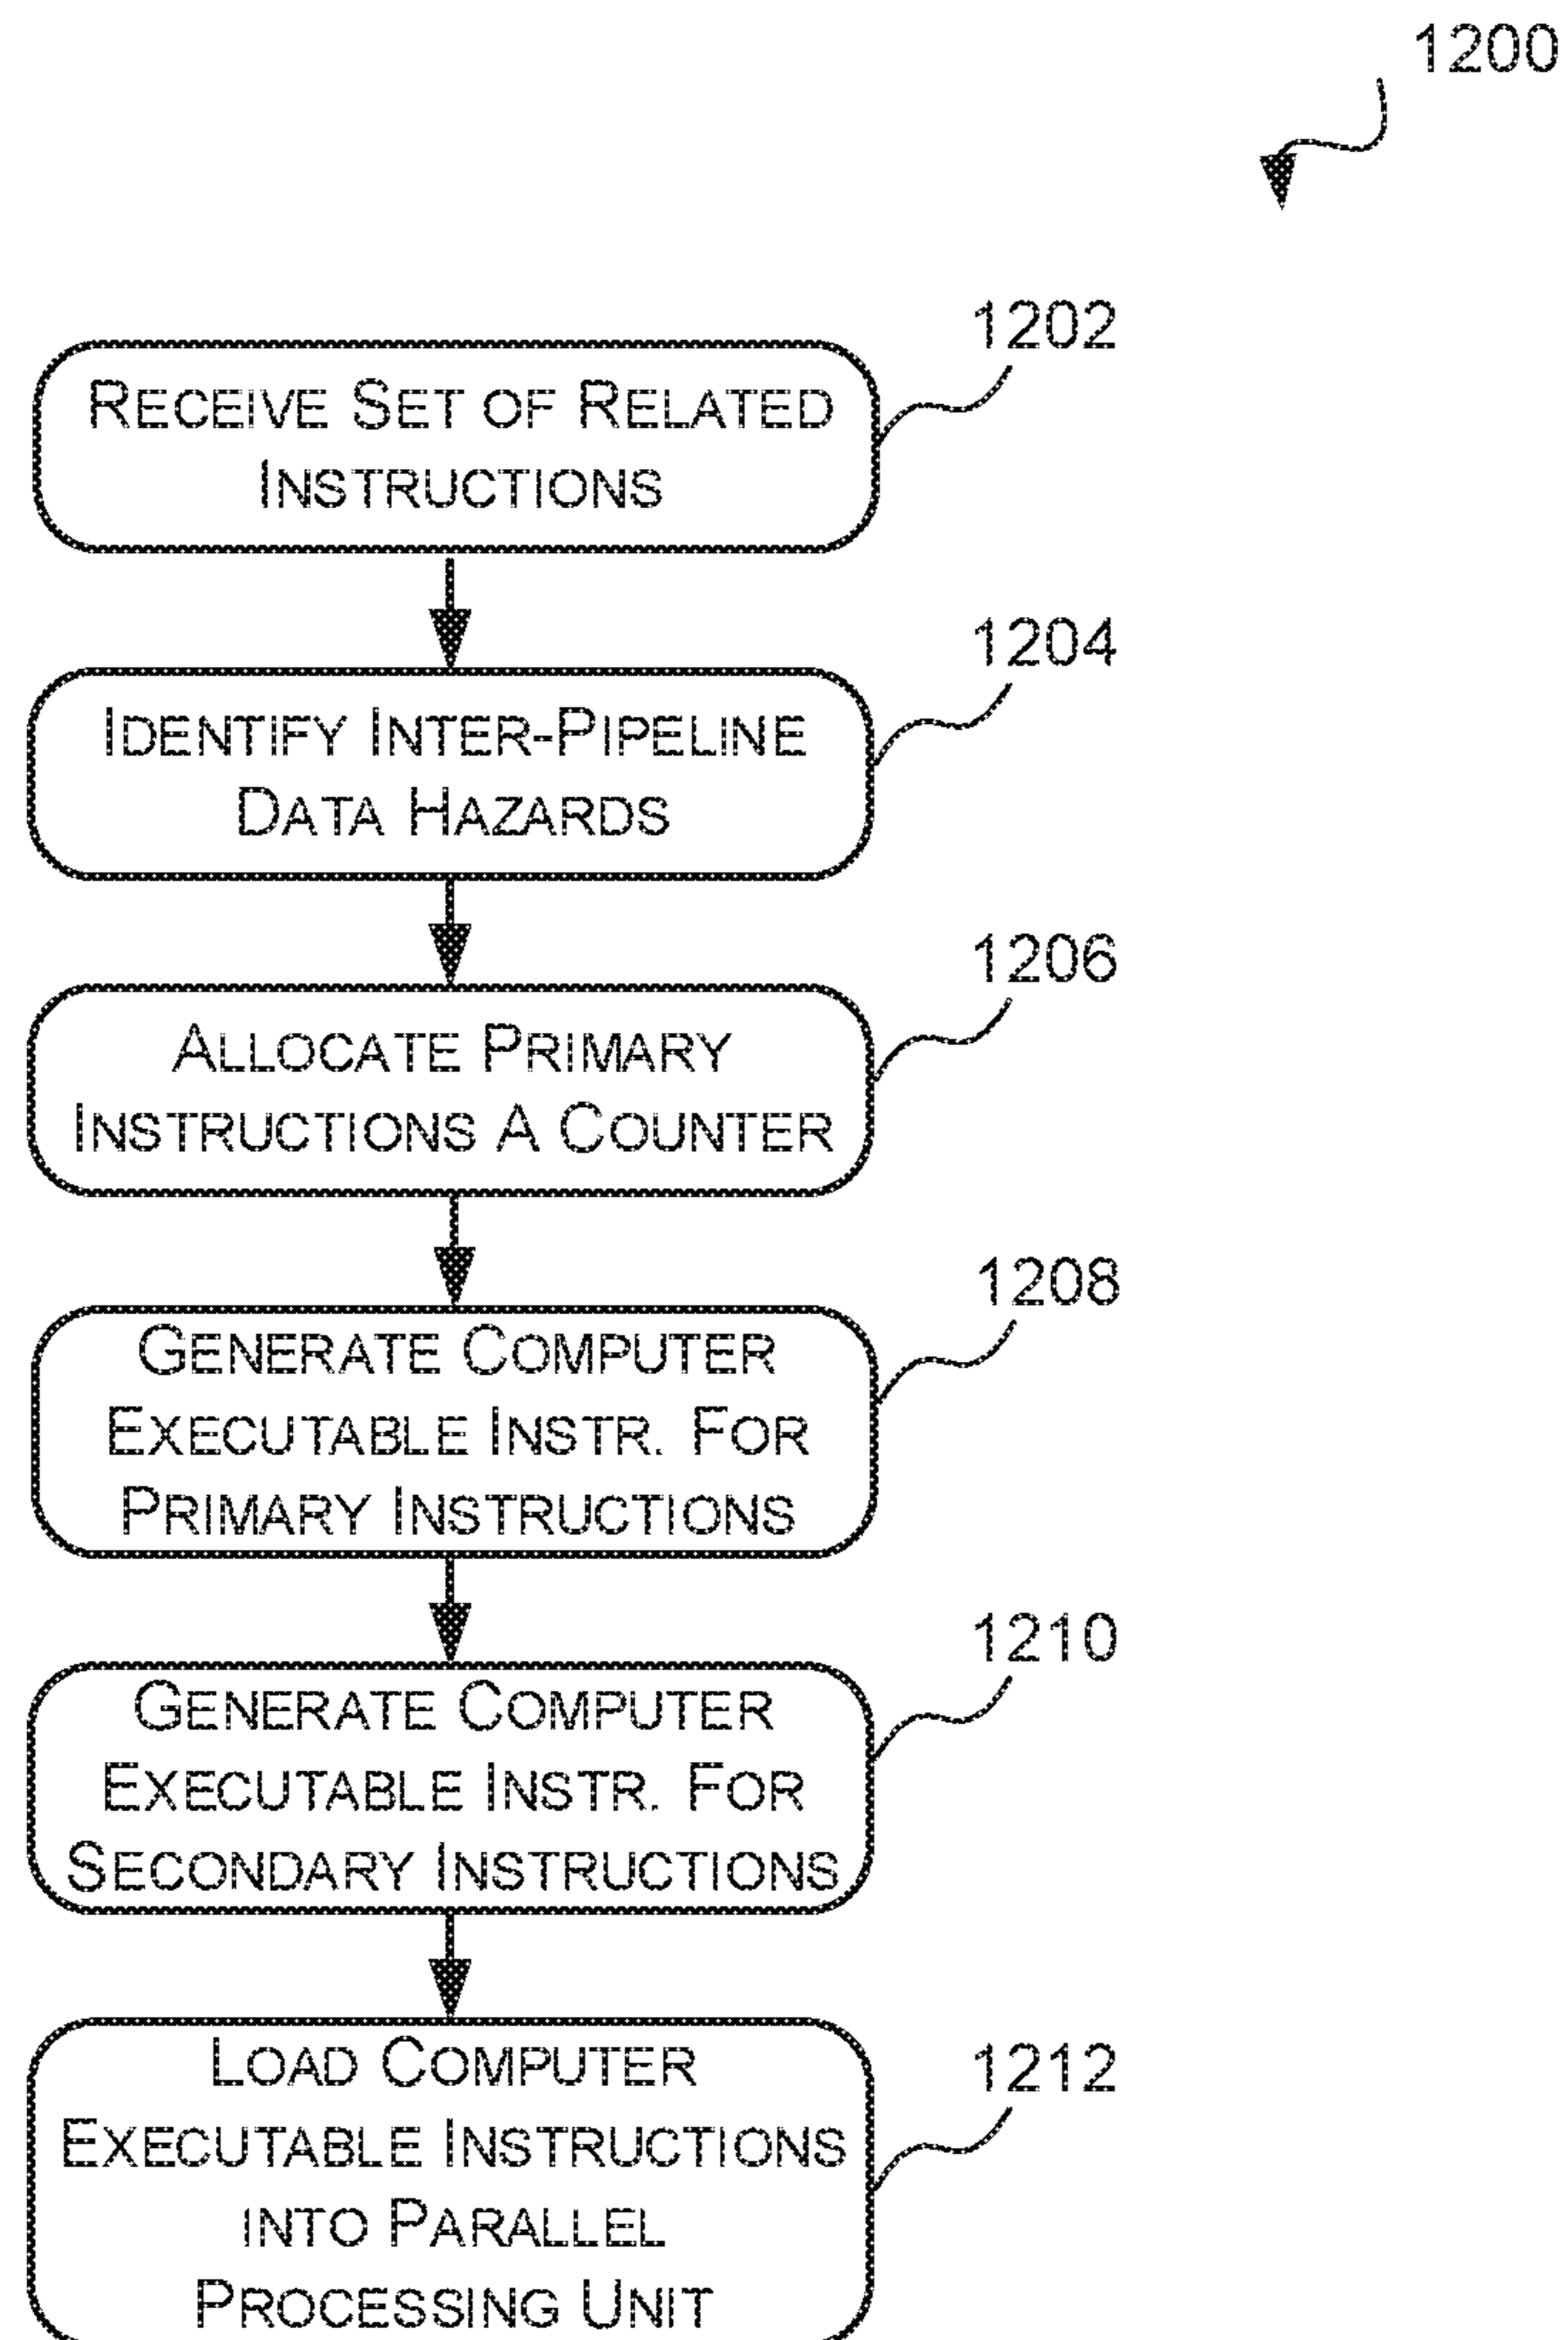 1200
1202
RECEIVE SET OF RELATED
INSTRUCTIONS
1204
IDENTIFY INTER-PIPELINE
DATA HAZARDS
1206
ALLOCATE PRIMARY
INSTRUCTIONS A COUNTER
1208
GENERATE COMPUTER
EXECUTABLE INSTR. FOR
PRIMARY INSTRUCTIONS
1210
GENERATE COMPUTER
EXECUTABLE INSTR. FOR
SECONDARY INSTRUCTIONS
1212
LOAD COMPUTER
EXECUTABLE INSTRUCTIONS
INTO PARALLEL
PROCESSING UNIT